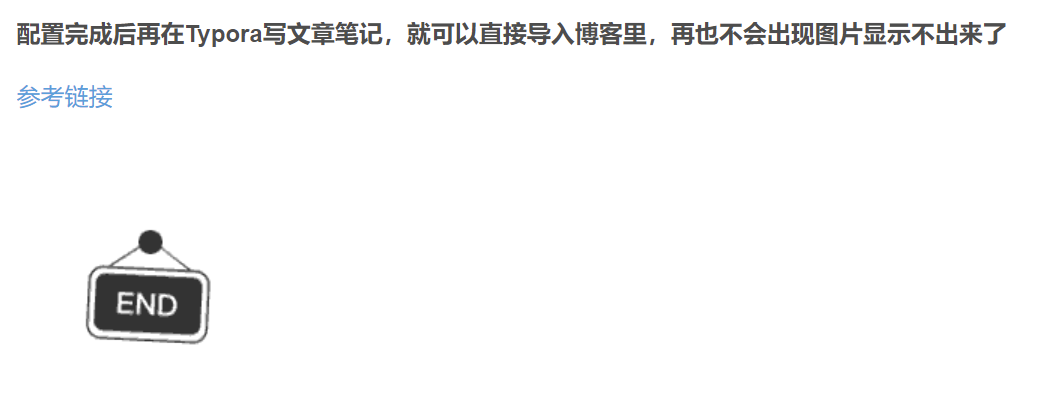 配置完成后再在Typora写文章笔记，就可以直接导入博客里，再也不会出现图片显示不出来了
参考链接
END